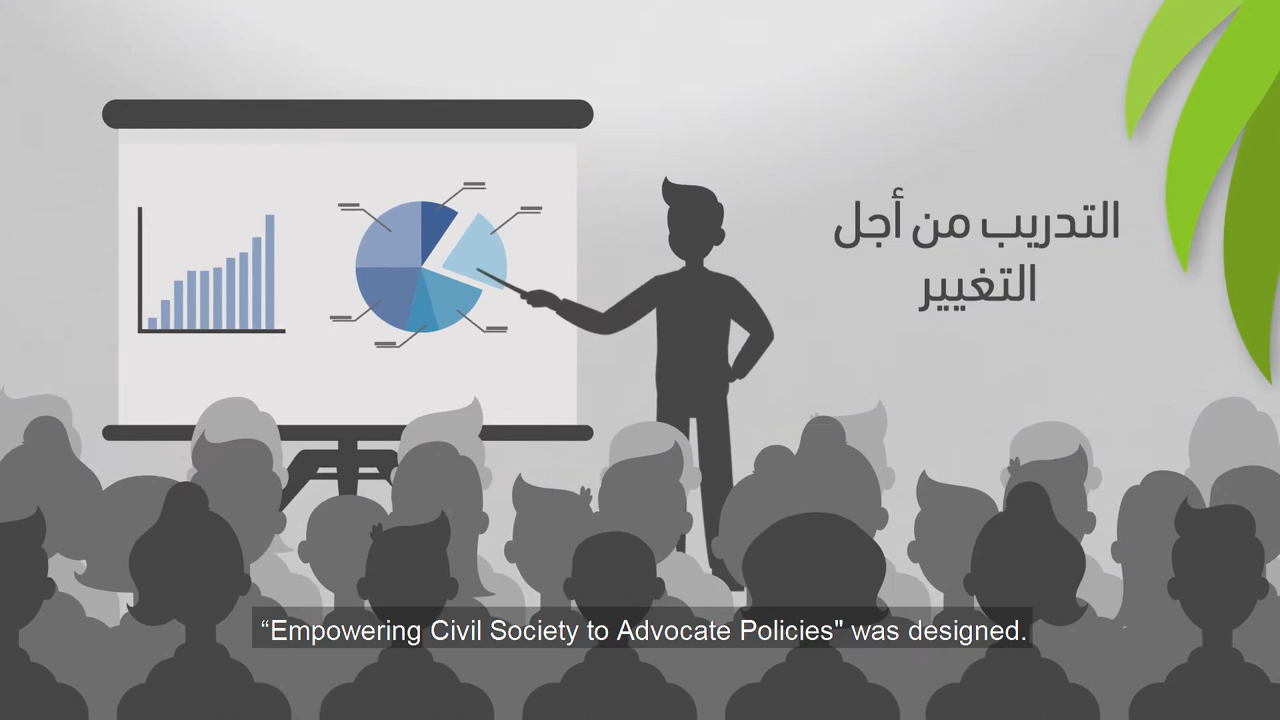 التدريب من أجل
التغيير
“Empowering Civil Society to Advocate Policies" was designed.